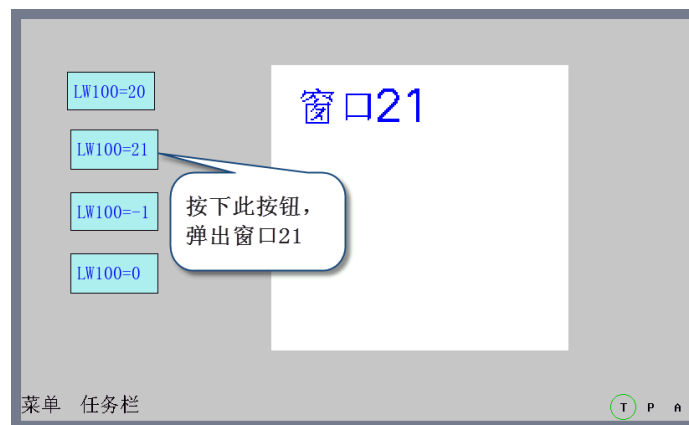 LW100=20
窗口21
LW100=21
按下此按钮，
弹出窗口21
LW100=-1
LW100=0
菜单 任务栏
T P A